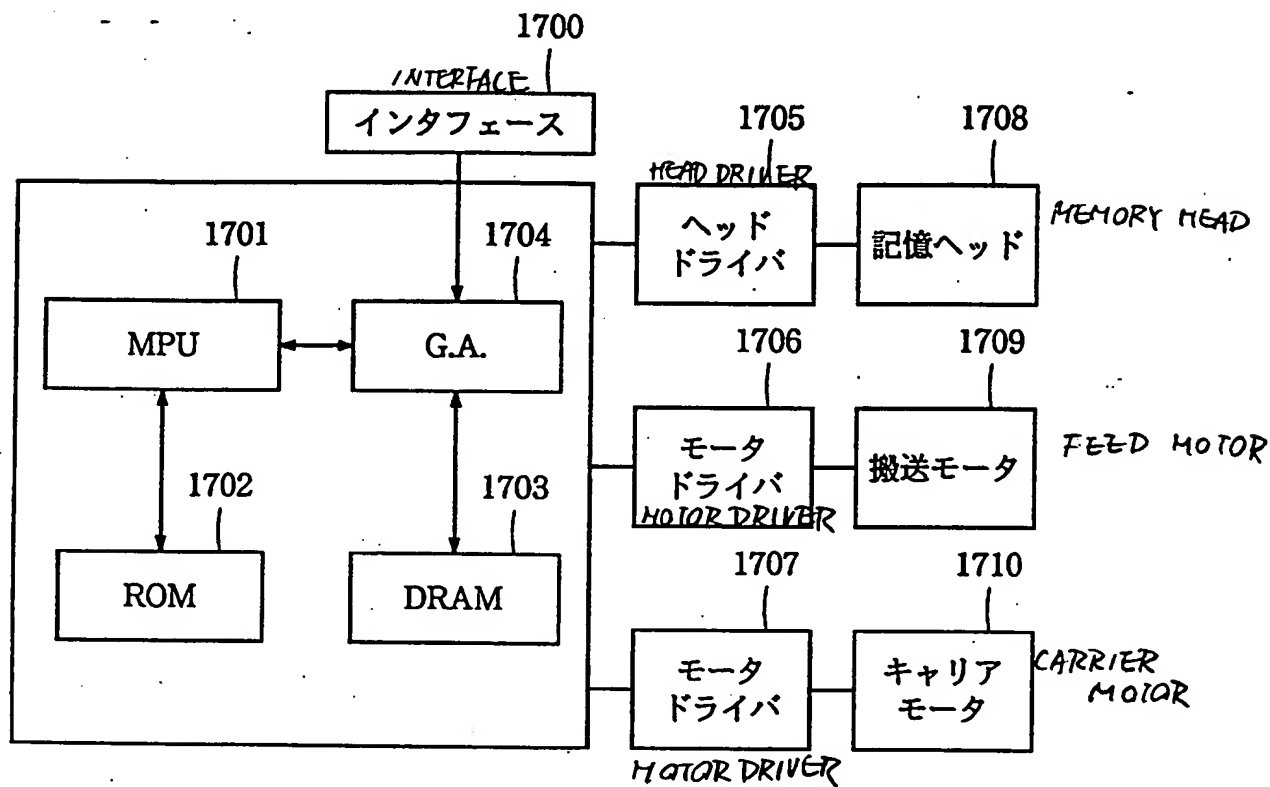 1700
INTERFACE
インタフェース
1705
1708
HEAD DRIVER
ヘッド
ドライバ
記憶ヘッド
MEMORY HEAD
1701
1704
MPU
G.A.
1706
1709
モータ
ドライバ
MOTOR DRIVER
搬送モータ
FEED MOTOR
1702
1703
ROM
DRAM
1707
1710
モータ
ドライバ
MOTOR DRIVER
キャリア
モータ
CARRIER
MOTOR